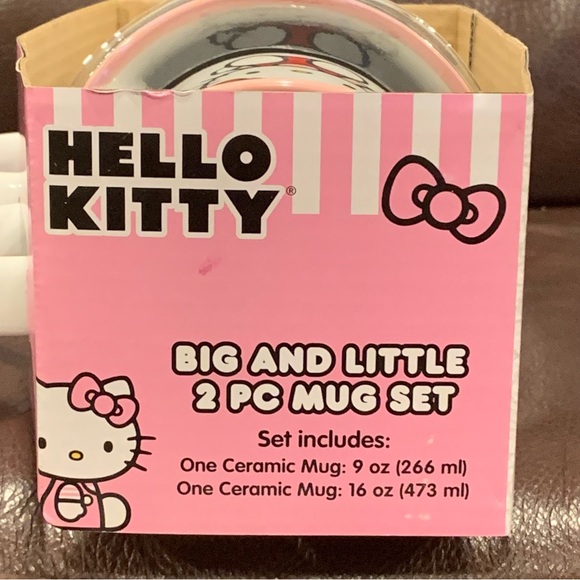 HELLO
KITTY®
BIG AND LITTLE
2 PC MUG SET
Set includes:
One Ceramic Mug: 9 oz (266 ml)
One Ceramic Mug: 16 oz (473 ml)